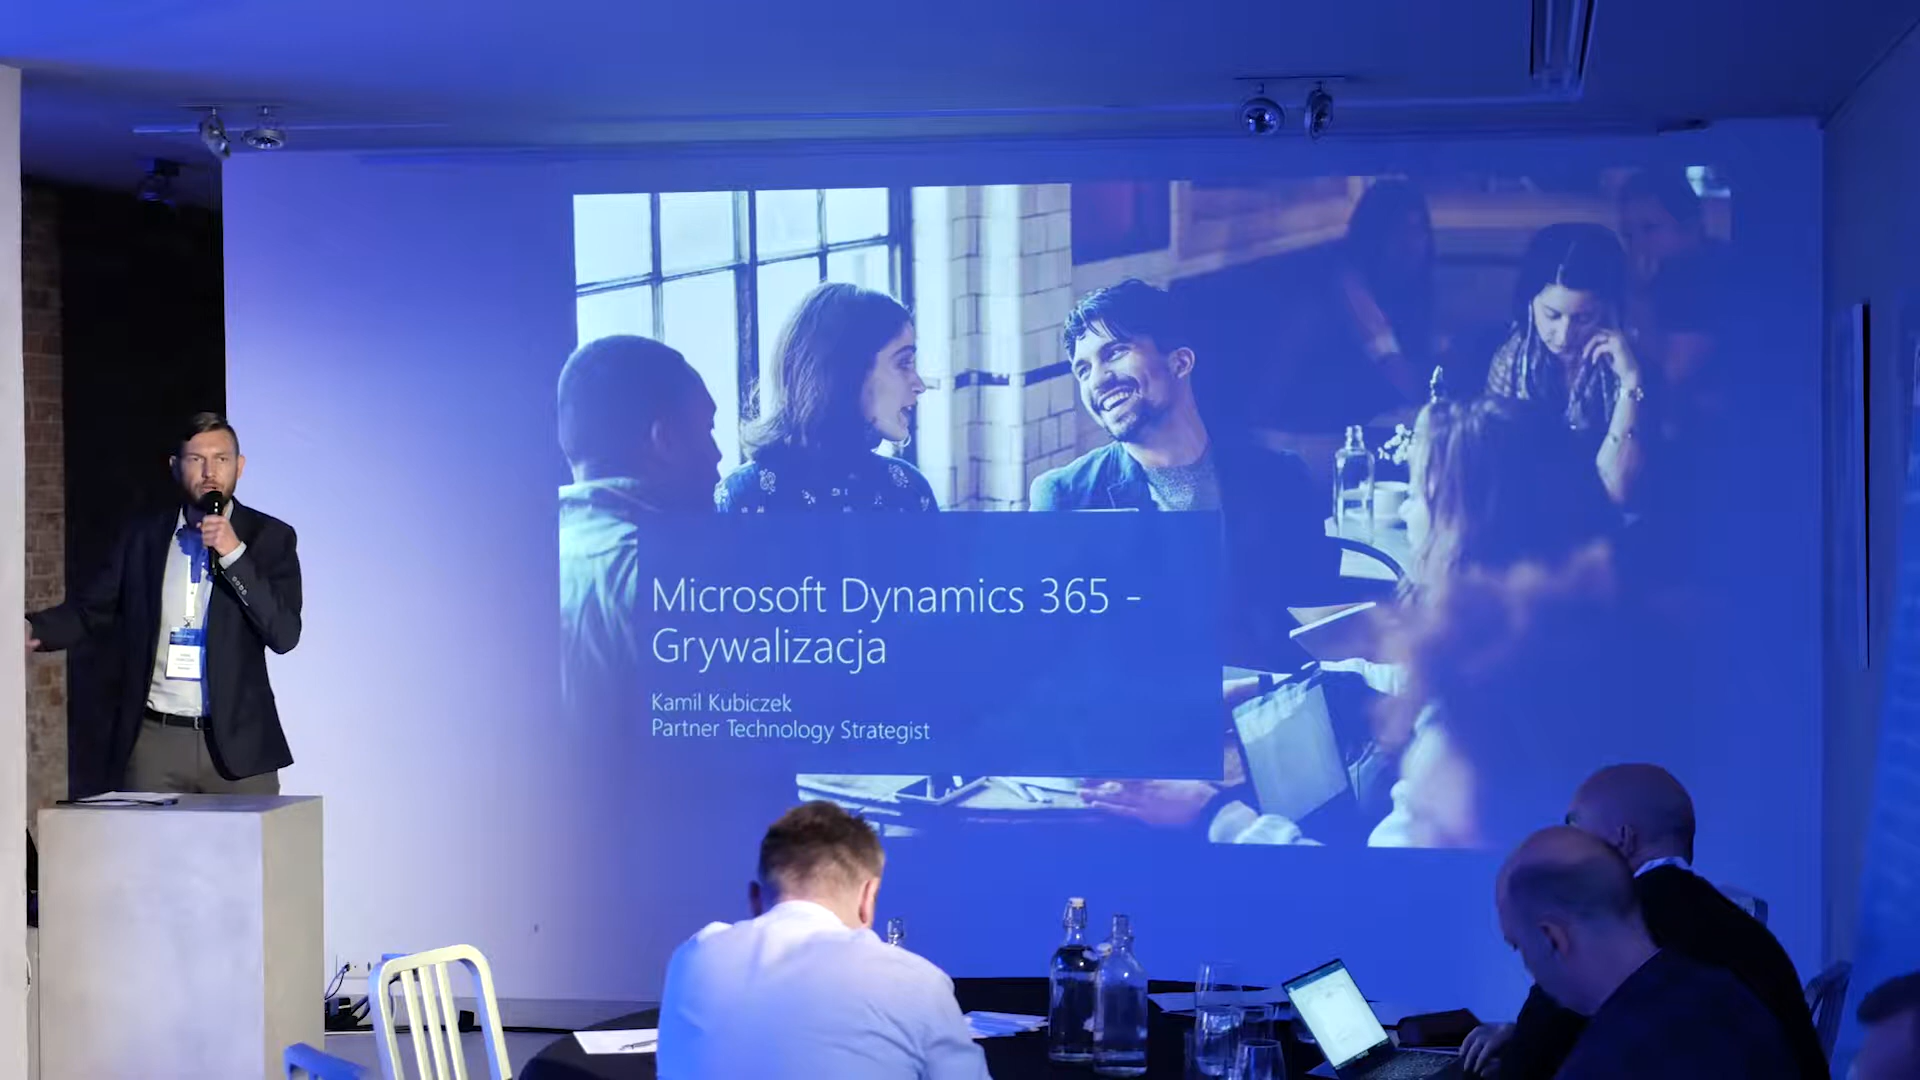 Microsoft Dynamics 365 -
Grywalizacja
Kamil Kubiczek
Partner Technology Strategist